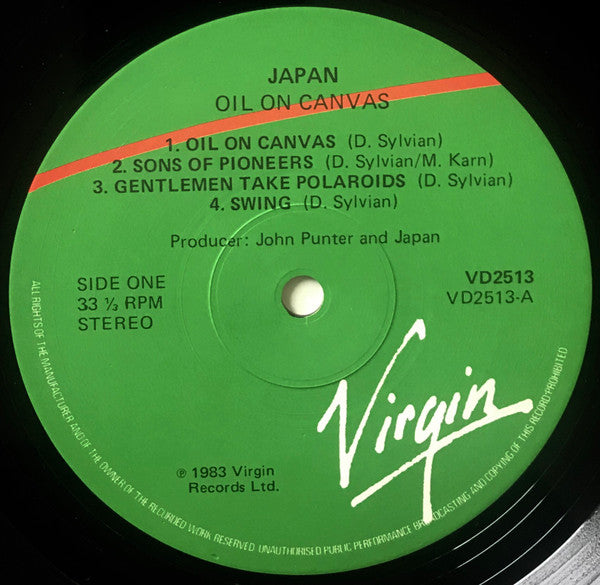 JAPAN
OIL ON CANVAS
1. OIL ON CANVAS (D. Sylvian)
2. SONS OF PIONEERS (D. Sylvian/M. Karn)
3. GENTLEMEN TAKE POLAROIDS (D. Sylvian)
4. SWING (D. Sylvian)
Producer: John Punter and Japan
SIDE ONE
33 ⅓ RPM
STEREO
VD2513
VD2513-A
Virgin
℗ 1983 Virgin
Records Ltd.
ALL RIGHTS OF THE MANUFACTURER AND OF THE OWNER OF THE RECORDED WORK RESERVED. UNAUTHORISED PUBLIC PERFORMANCE BROADCASTING AND COPYING OF THIS RECORD PROHIBITED